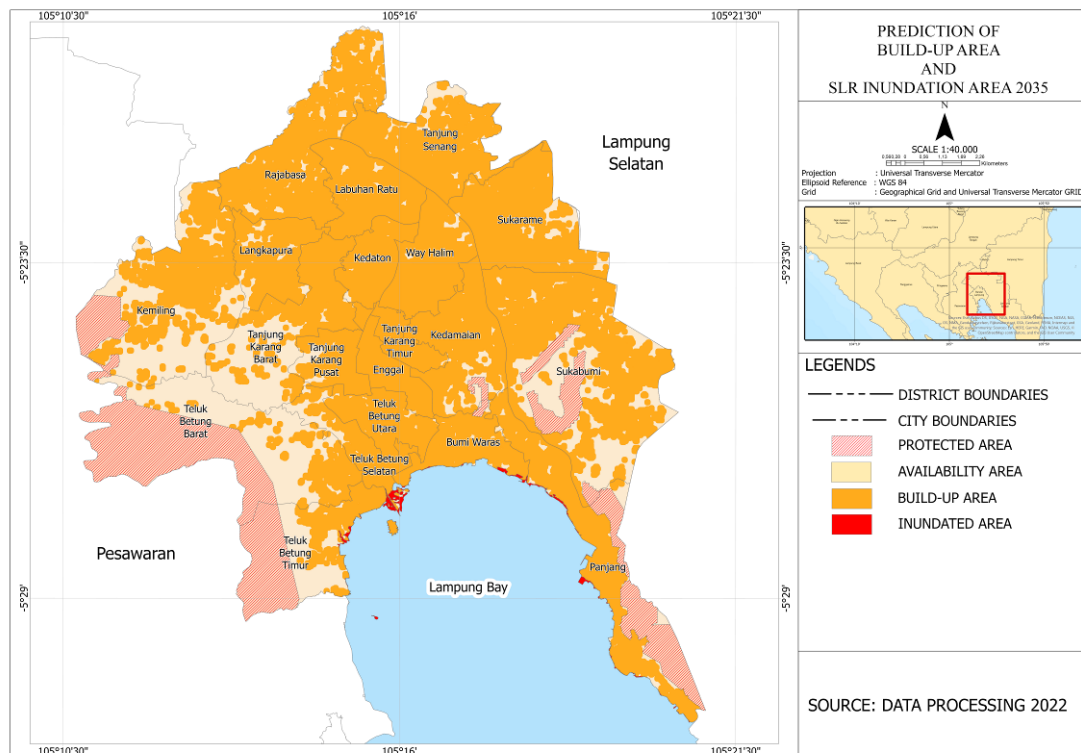 105°10'30"
105°16'
105°21'30"
-5°23'30"
-5°23'30"
-5°29'
-5°29'
105°10'30"
105°16'
105°21'30"
Tanjung
Senang
Lampung
Selatan
Rajabasa
Labuhan Ratu
Sukarame
Langkapura
Kedaton
Way Halim
Kemiling
Tanjung
Karang
Barat
Tanjung
Karang
Pusat
Tanjung
Karang
Timur
Kedamaian
Enggal
Sukabumi
Teluk
Betung
Barat
Teluk
Betung
Utara
Bumi Waras
Teluk Betung
Selatan
Pesawaran
Teluk
Betung
Timur
Lampung Bay
Panjang
PREDICTION OF
BUILD-UP AREA
AND
SLR INUNDATION AREA 2035
N
SCALE 1:40.000
Kilometers
Projection : Universal Transverse Mercator
Ellipsoid Reference : WGS 84
Grid : Geographical Grid and Universal Transverse Mercator GRID
LEGENDS
DISTRICT BOUNDARIES
CITY BOUNDARIES
PROTECTED AREA
AVAILABILITY AREA
BUILD-UP AREA
INUNDATED AREA
SOURCE: DATA PROCESSING 2022